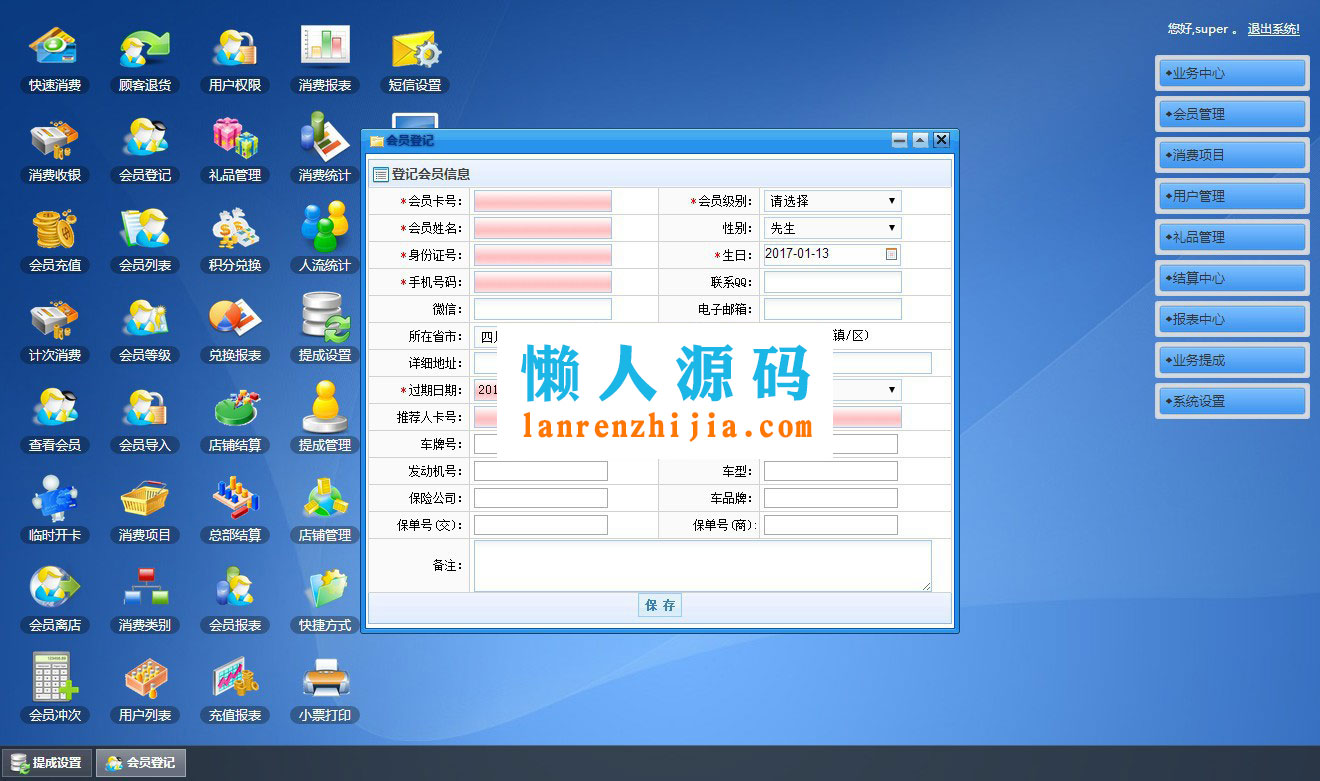 您好,super 。 退出系统!
快速消费 顾客退货 用户权限 消费报表 短信设置
消费收银 会员登记 礼品管理 消费统计
会员充值 会员列表 积分兑换 人流统计
计次消费 会员等级 兑换报表 提成设置
查看会员 会员导入 店铺结算 提成管理
临时开卡 消费项目 总部结算 店铺管理
会员离店 消费类别 会员报表 快捷方式
会员冲次 用户列表 充值报表 小票打印
会员登记
登记会员信息
*会员卡号: *会员级别: 请选择
*会员姓名: 性别: 先生
*身份证号: *生日: 2017-01-13
*手机号码: 联系QQ:
微信: 电子邮箱:
所在省市: 镇/区)
详细地址:
*过期日期: 201
推荐人卡号:
车牌号:
发动机号: 车型:
保险公司: 车品牌:
保单号(交): 保单号(商):
备注:
保 存
懒人源码
lanrenzhijia.com
◆业务中心
◆会员管理
◆消费项目
◆用户管理
◆礼品管理
◆结算中心
◆报表中心
◆业务提成
◆系统设置
提成设置 会员登记